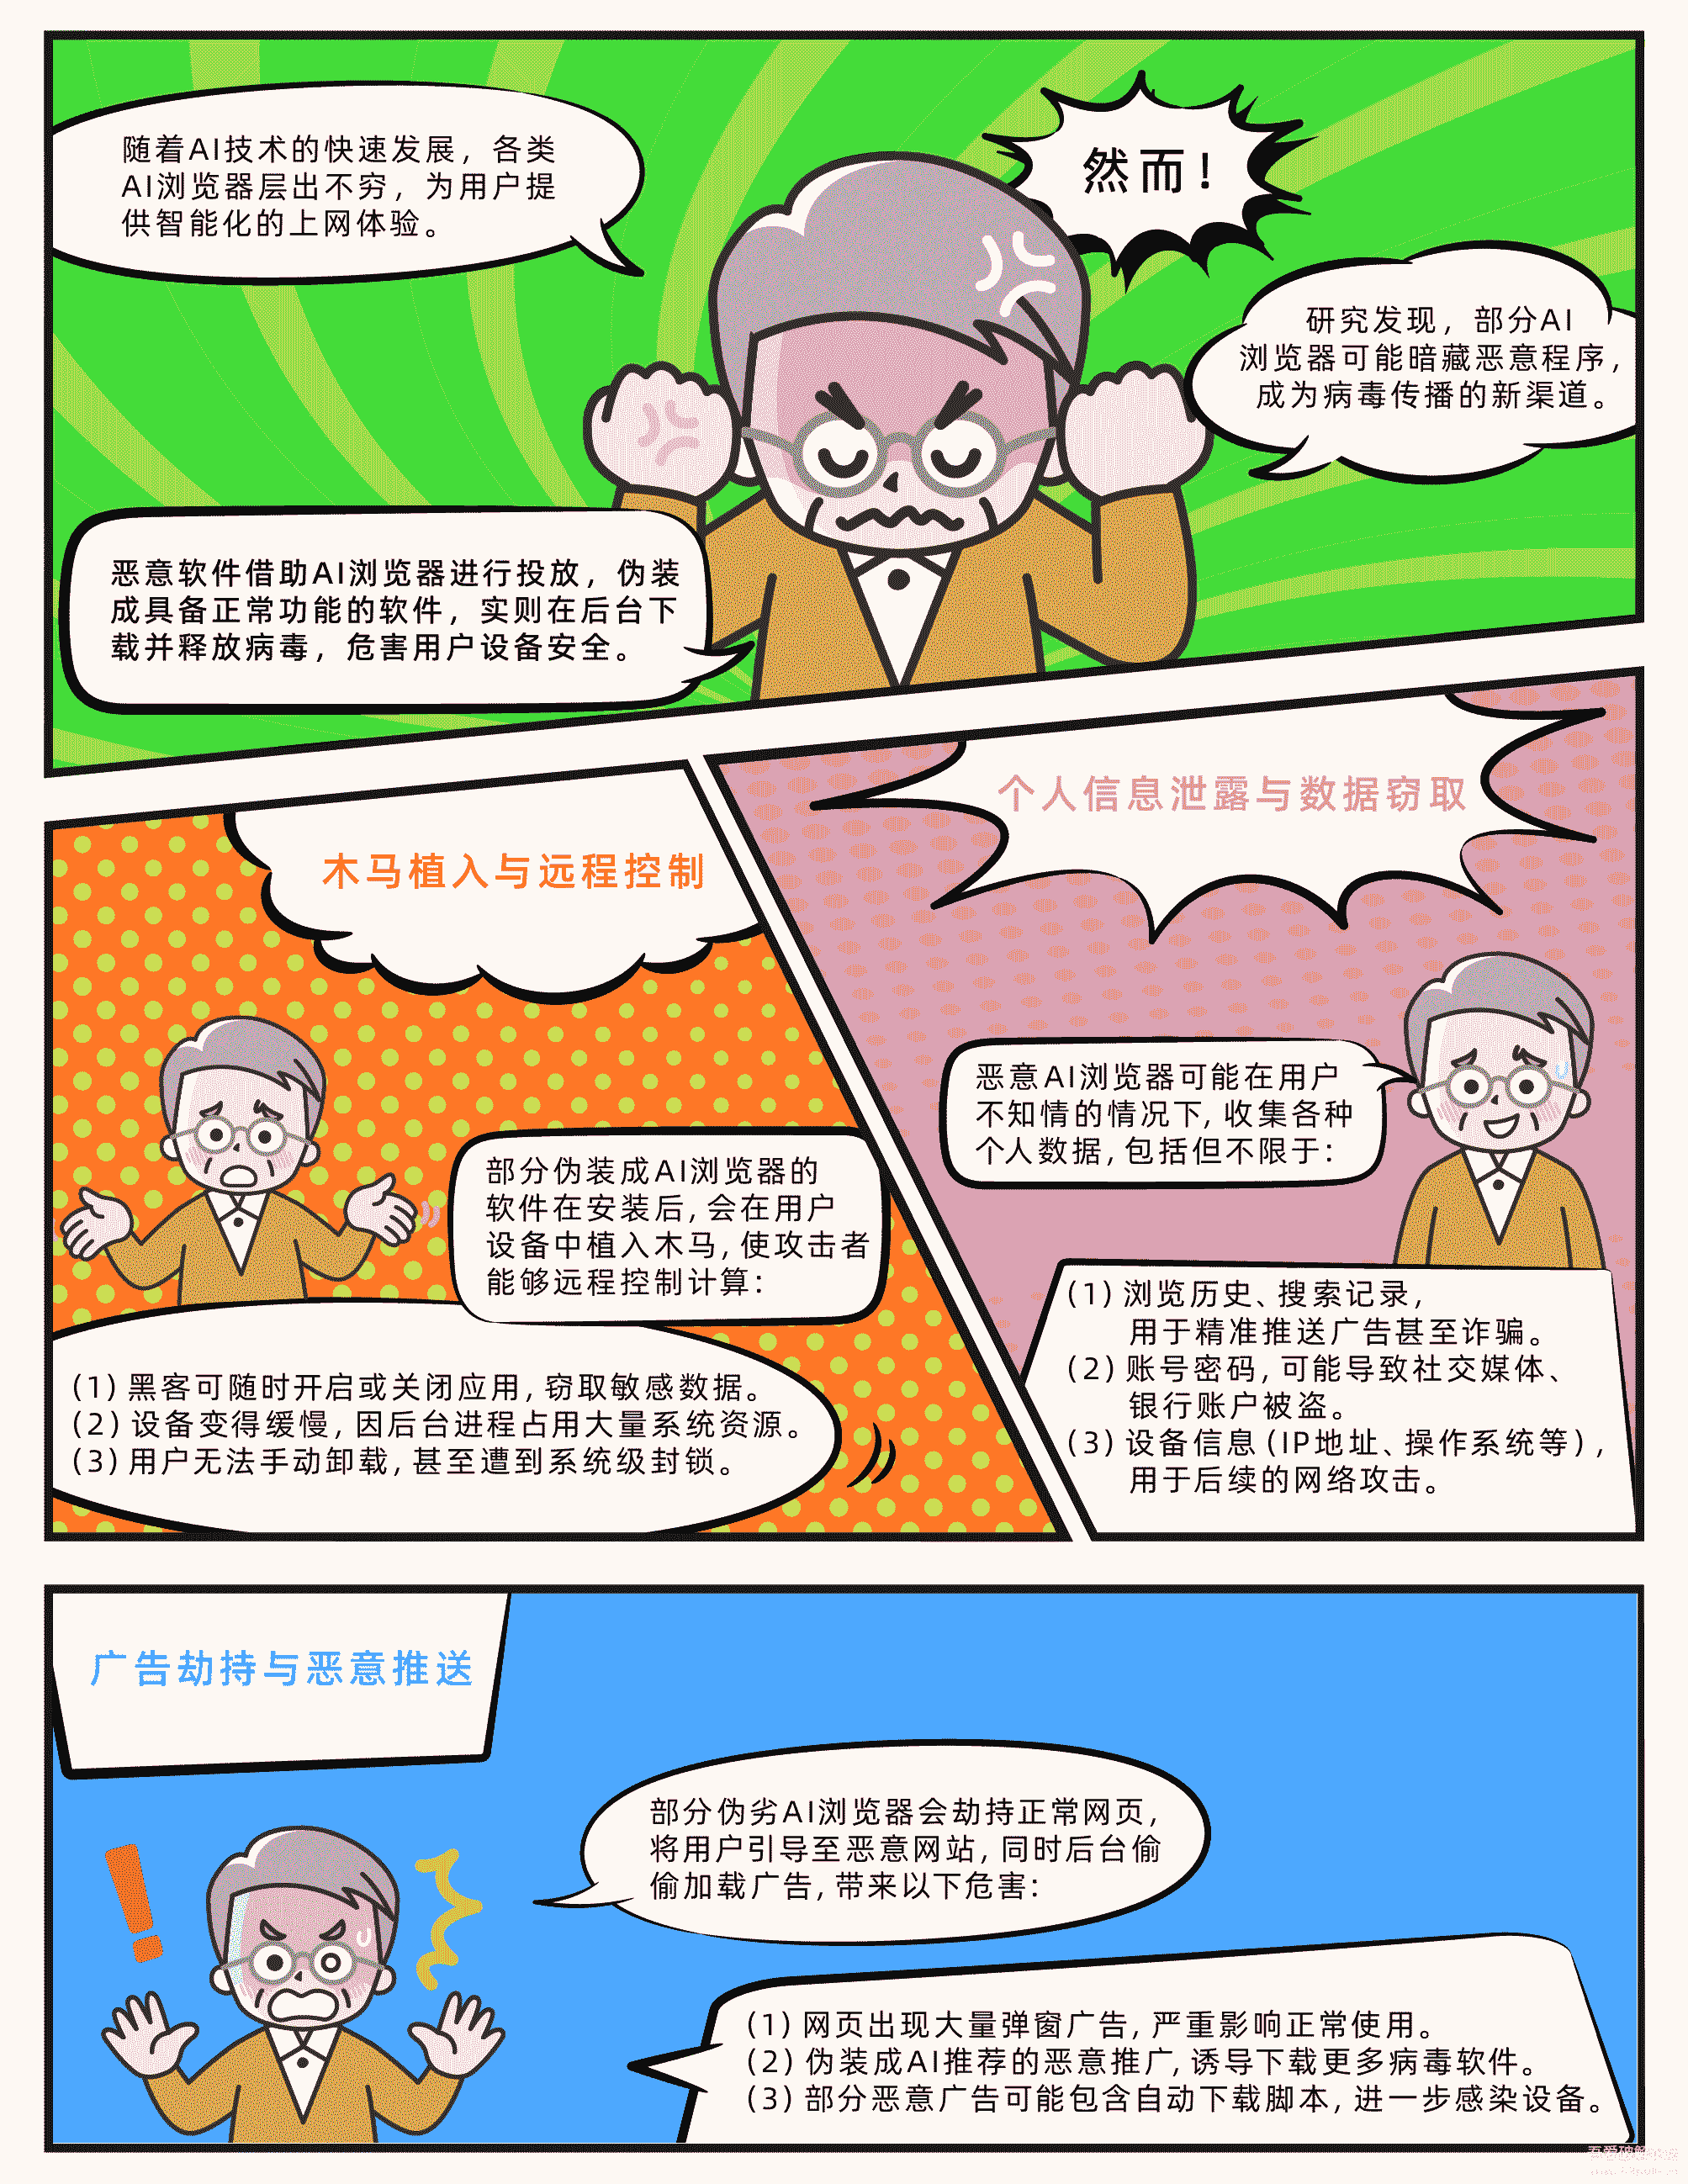 随着AI技术的快速发展，各类
AI浏览器层出不穷，为用户提
供智能化的上网体验。
然而！
研究发现，部分AI
浏览器可能暗藏恶意程序，
成为病毒传播的新渠道。
恶意软件借助AI浏览器进行投放，伪装
成具备正常功能的软件，实则在后台下
载并释放病毒，危害用户设备安全。
木马植入与远程控制
部分伪装成AI浏览器的
软件在安装后，会在用户
设备中植入木马，使攻击者
能够远程控制计算：
(1) 黑客可随时开启或关闭应用，窃取敏感数据。
(2) 设备变得缓慢，因后台进程占用大量系统资源。
(3) 用户无法手动卸载，甚至遭到系统级封锁。
个人信息泄露与数据窃取
恶意AI浏览器可能在用户
不知情的情况下，收集各种
个人数据，包括但不限于：
(1) 浏览历史、搜索记录，
用于精准推送广告甚至诈骗。
(2) 账号密码，可能导致社交媒体、
银行账户被盗。
(3) 设备信息（IP地址、操作系统等），
用于后续的网络攻击。
广告劫持与恶意推送
部分伪劣AI浏览器会劫持正常网页，
将用户引导至恶意网站，同时后台偷
偷加载广告，带来以下危害：
(1) 网页出现大量弹窗广告，严重影响正常使用。
(2) 伪装成AI推荐的恶意推广，诱导下载更多病毒软件。
(3) 部分恶意广告可能包含自动下载脚本，进一步感染设备。